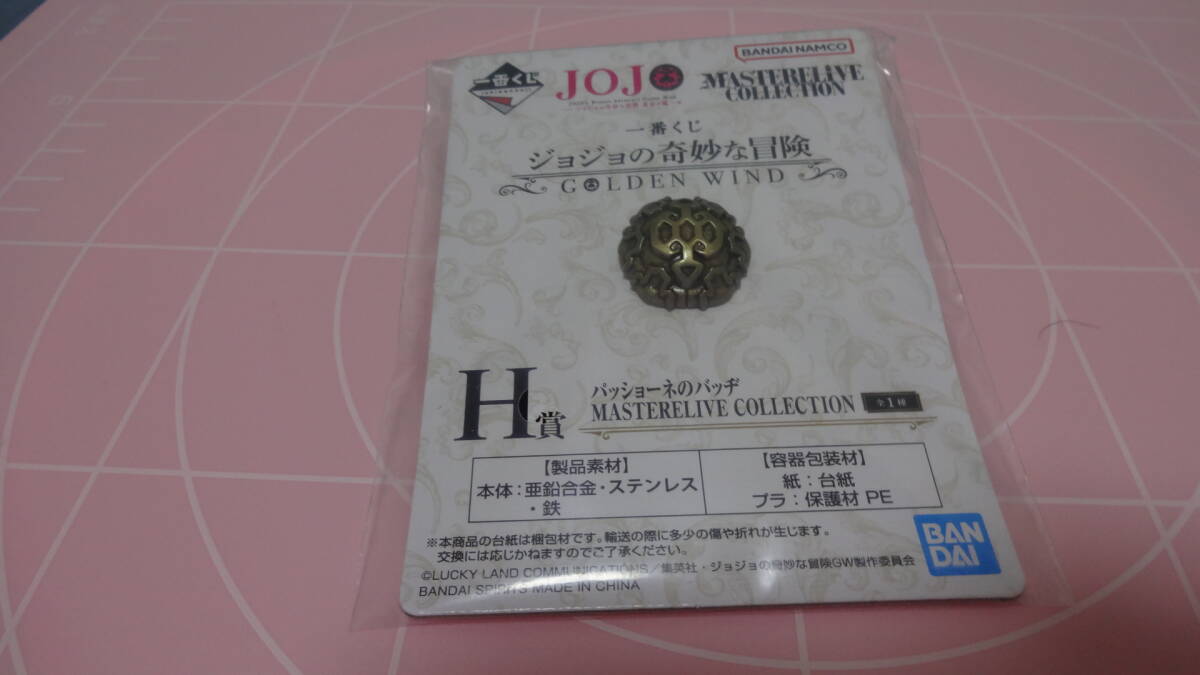 BANDAI NAMCO
一番くじ
JOJO
MASTERELIVE
COLLECTION
一番くじ
ジョジョの奇妙な冒険
GOLDEN WIND
H賞
パッショーネのバッヂ
MASTERELIVE COLLECTION 全1種
【製品素材】
本体：亜鉛合金・ステンレス
・鉄
【容器包装材】
紙：台紙
プラ：保護材 PE
※本商品の台紙は梱包材です。輸送の際に多少の傷や折れが生じます。
交換には応じかねますのでご了承ください。
©LUCKY LAND COMMUNICATIONS／集英社・ジョジョの奇妙な冒険GW製作委員会
BANDAI SPIRITS MADE IN CHINA
BAN
DAI